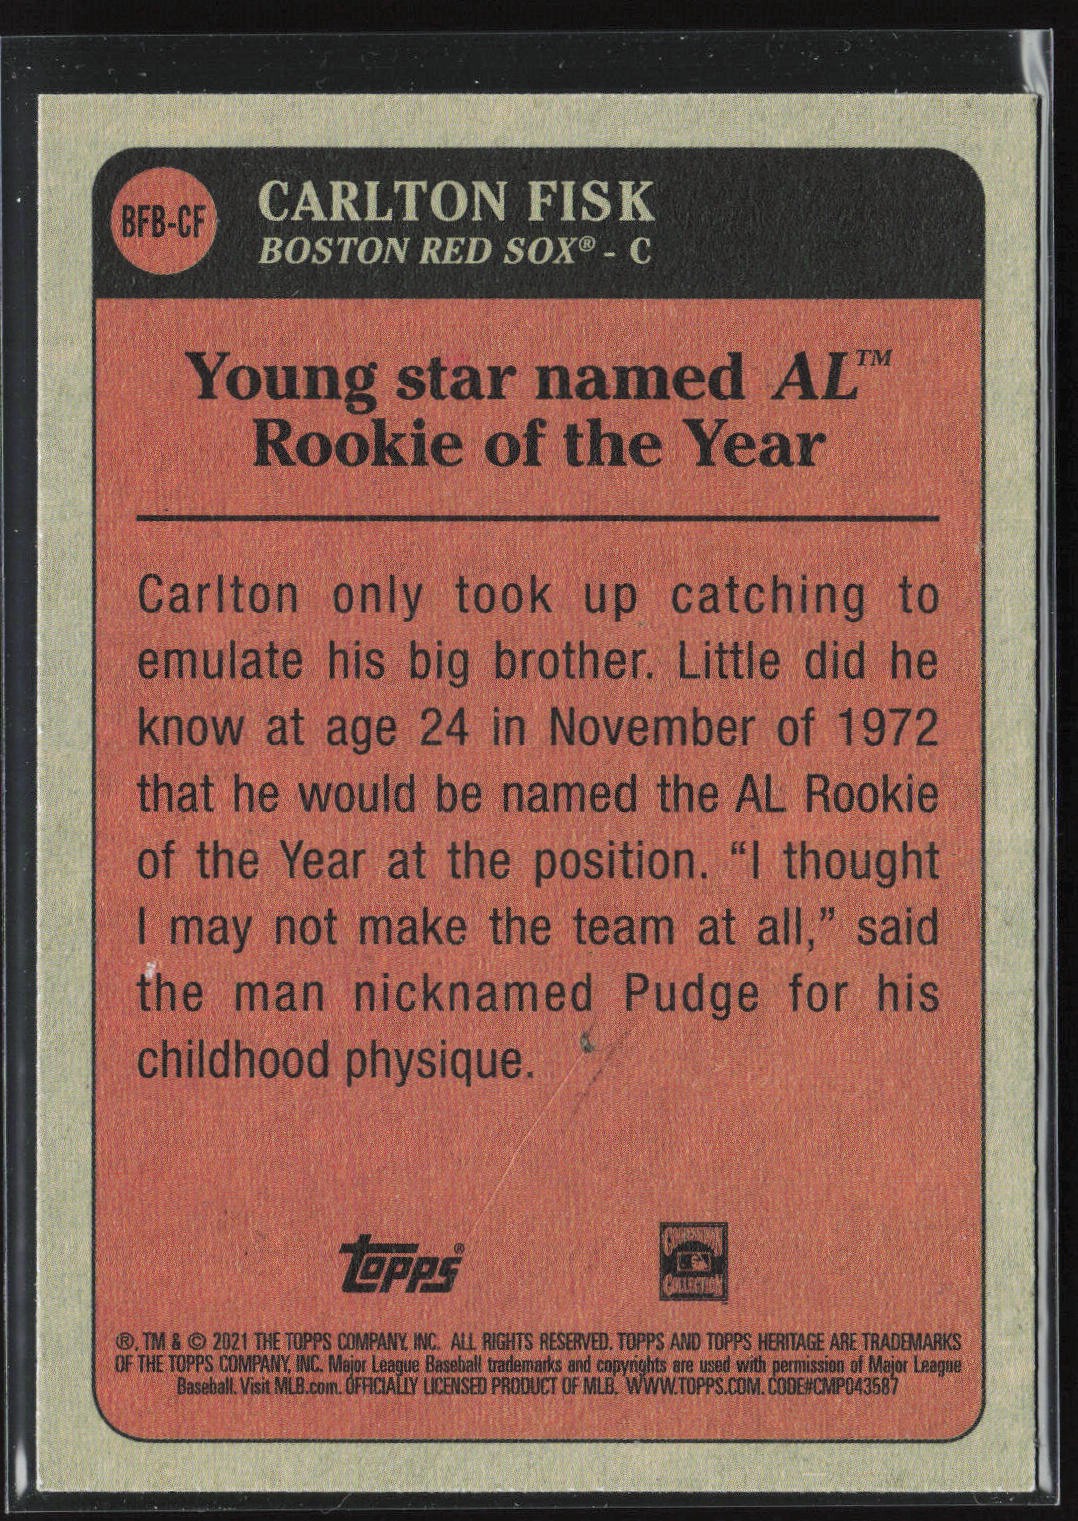 BFB-CF
CARLTON FISK
BOSTON RED SOX® - C
Young star named AL™
Rookie of the Year
Carlton only took up catching to
emulate his big brother. Little did he
know at age 24 in November of 1972
that he would be named the AL Rookie
of the Year at the position. “I thought
I may not make the team at all,” said
the man nicknamed Pudge for his
childhood physique.
topps®
COOPERSTOWN
COLLECTION
®, TM & © 2021 THE TOPPS COMPANY, INC. ALL RIGHTS RESERVED. TOPPS AND TOPPS HERITAGE ARE TRADEMARKS
OF THE TOPPS COMPANY, INC. Major League Baseball trademarks and copyrights are used with permission of Major League
Baseball. Visit MLB.com. OFFICIALLY LICENSED PRODUCT OF MLB. WWW.TOPPS.COM. CODE#CMP043587